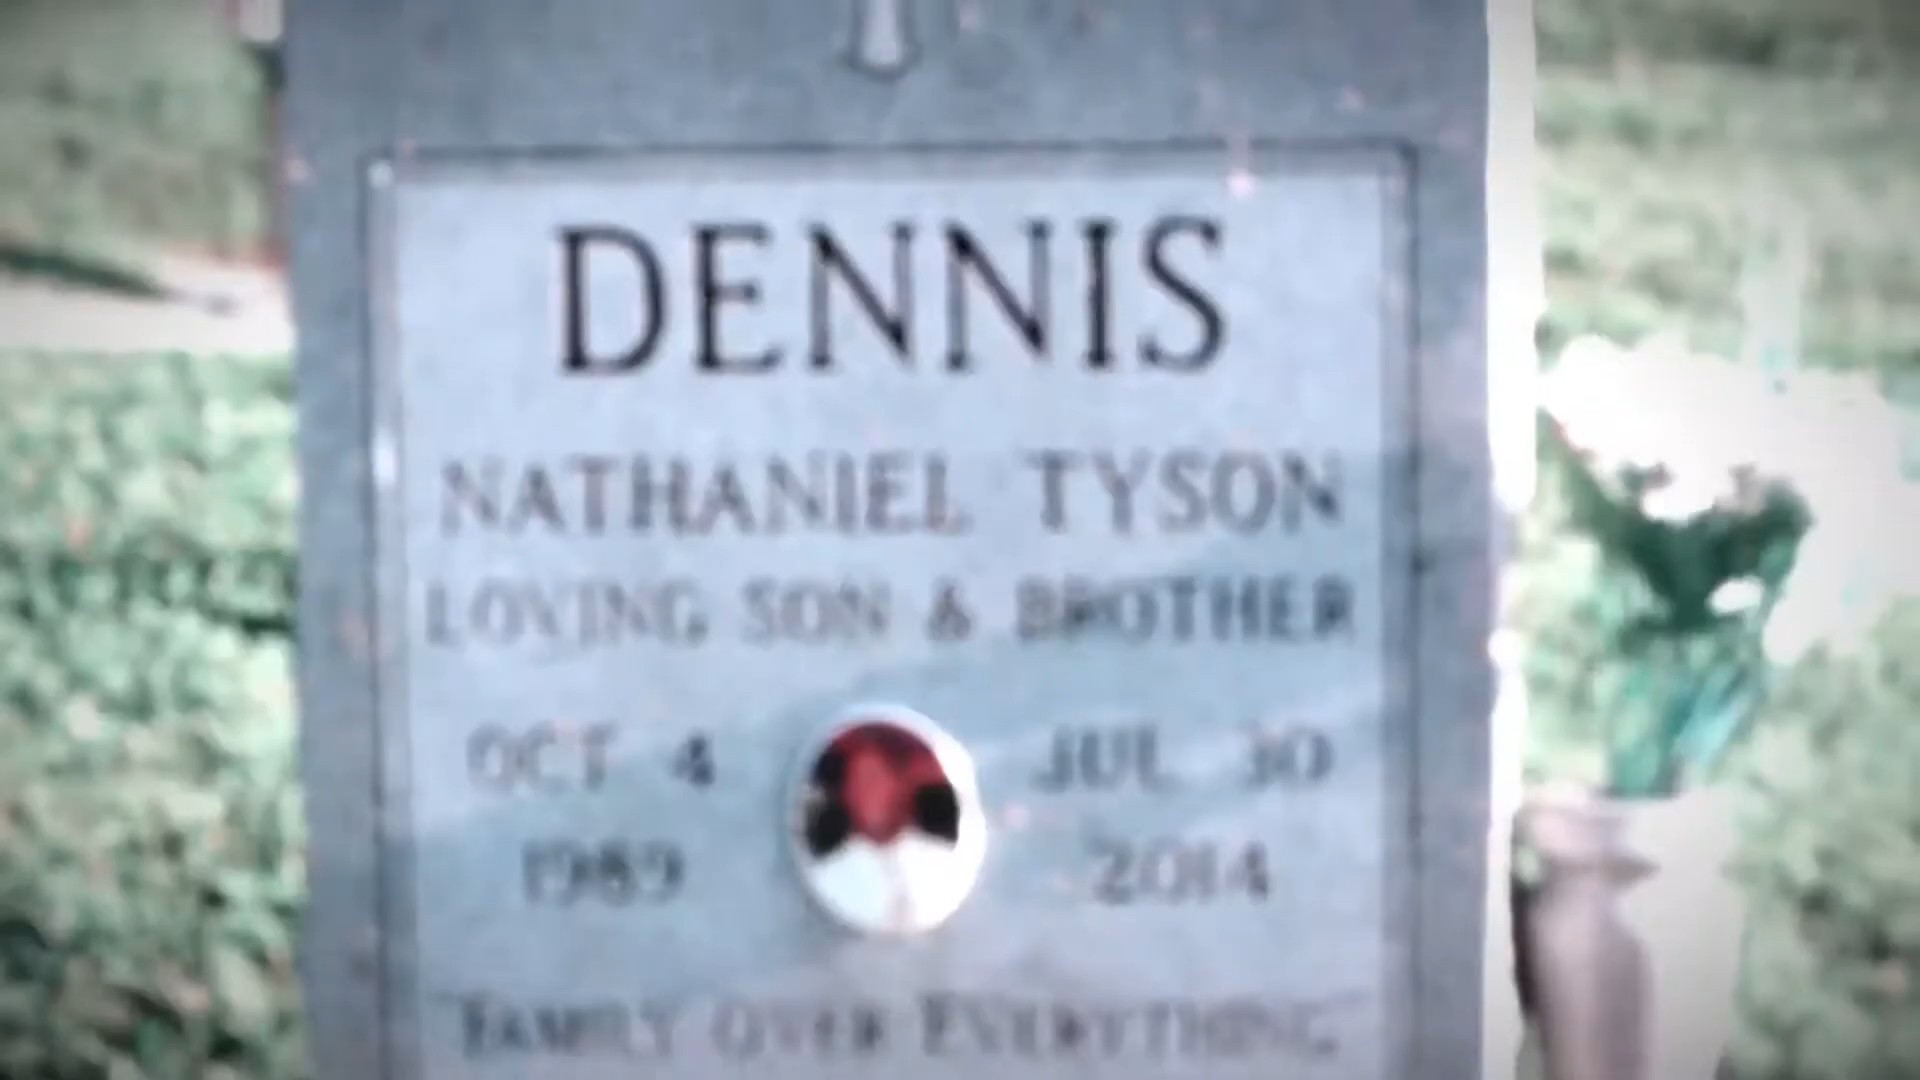 DENNIS
NATHANIEL TYSON
LOVING SON & BROTHER
OCT 4 JUL 30
1989 2014
FAMILY OVER EVERYTHING